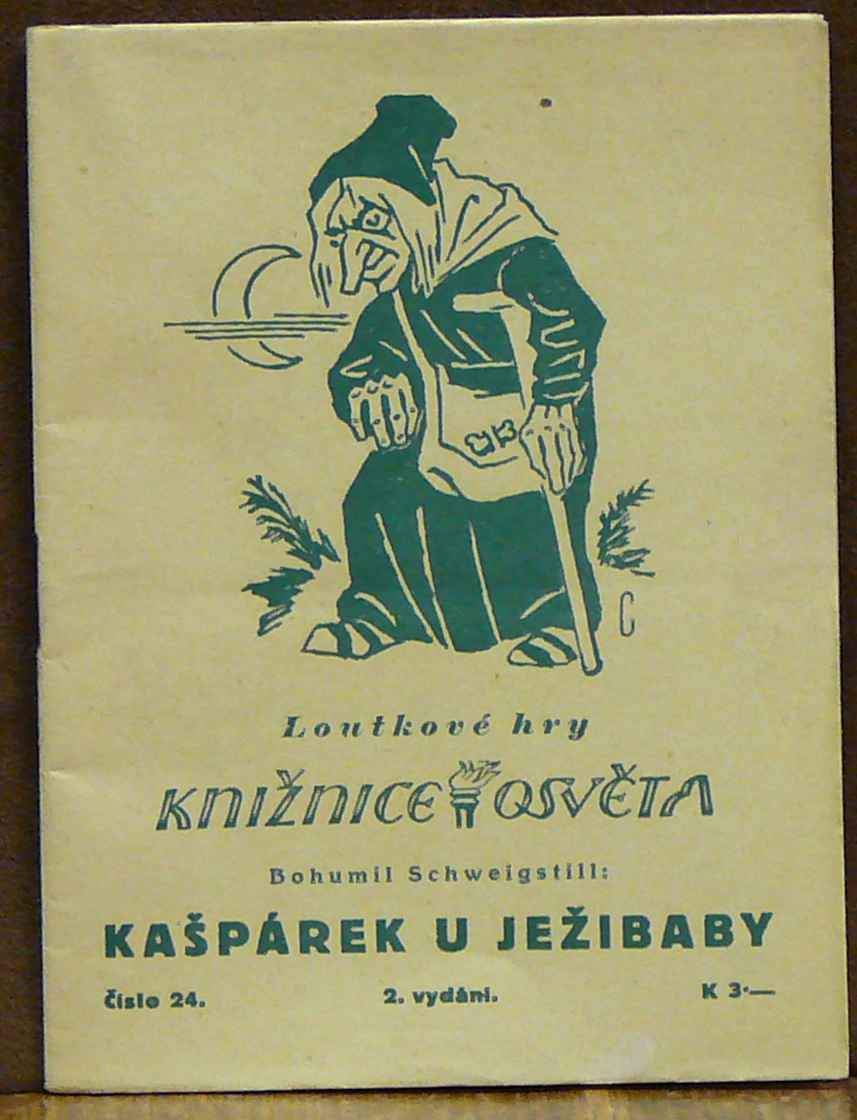 G
Loutkové hry
KNIŽNICE OSVĚTA
Bohumil Schweigstill:
KAŠPÁREK U JEŽIBABY
Číslo 24. 2. vydání. K 3·—